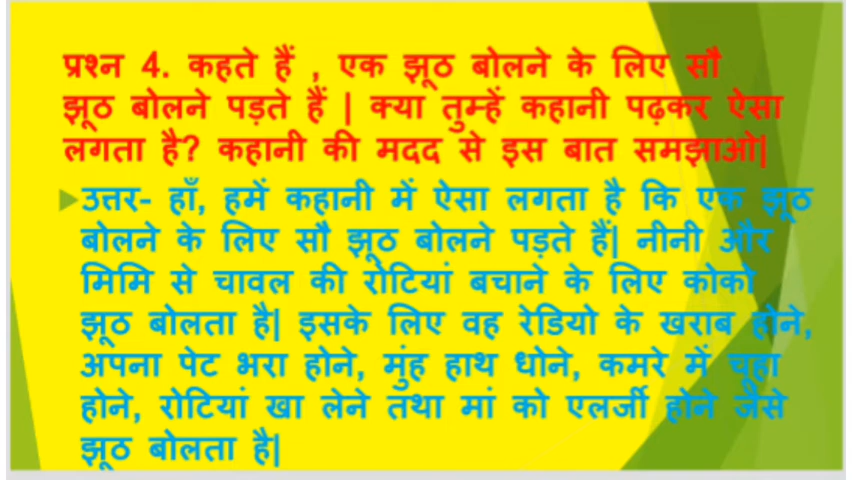 प्रश्न 4. कहते हैं , एक झूठ बोलने के लिए सौ
झूठ बोलने पड़ते हैं | क्या तुम्हें कहानी पढ़कर ऐसा
लगता है? कहानी की मदद से इस बात समझाओ|
उत्तर- हाँ, हमें कहानी में ऐसा लगता है कि एक झूठ
बोलने के लिए सौ झूठ बोलने पड़ते हैं| नीनी और
मिमि से चावल की रोटियां बचाने के लिए कोको
झूठ बोलता है| इसके लिए वह रेडियो के खराब होने,
अपना पेट भरा होने, मुंह हाथ धोने, कमरे में चूहा
होने, रोटियां खा लेने तथा मां को एलर्जी होने जैसे
झूठ बोलता है|